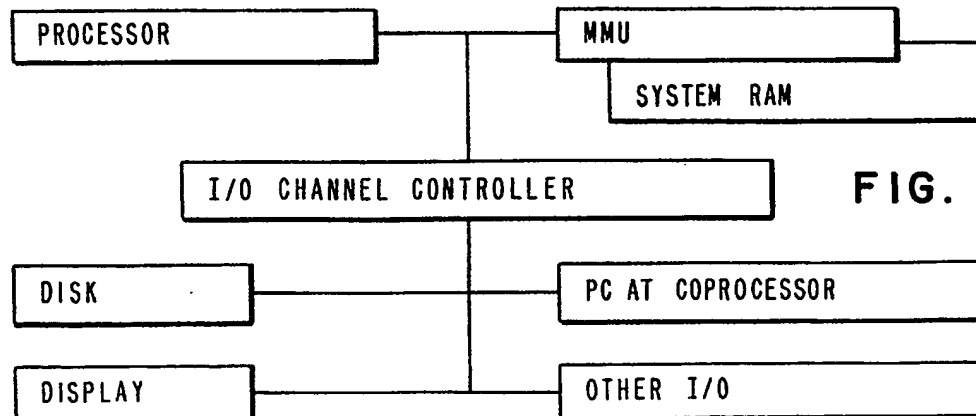 PROCESSOR
MMU
SYSTEM RAM
I/O CHANNEL CONTROLLER
FIG.
DISK
PC AT COPROCESSOR
DISPLAY
OTHER I/O